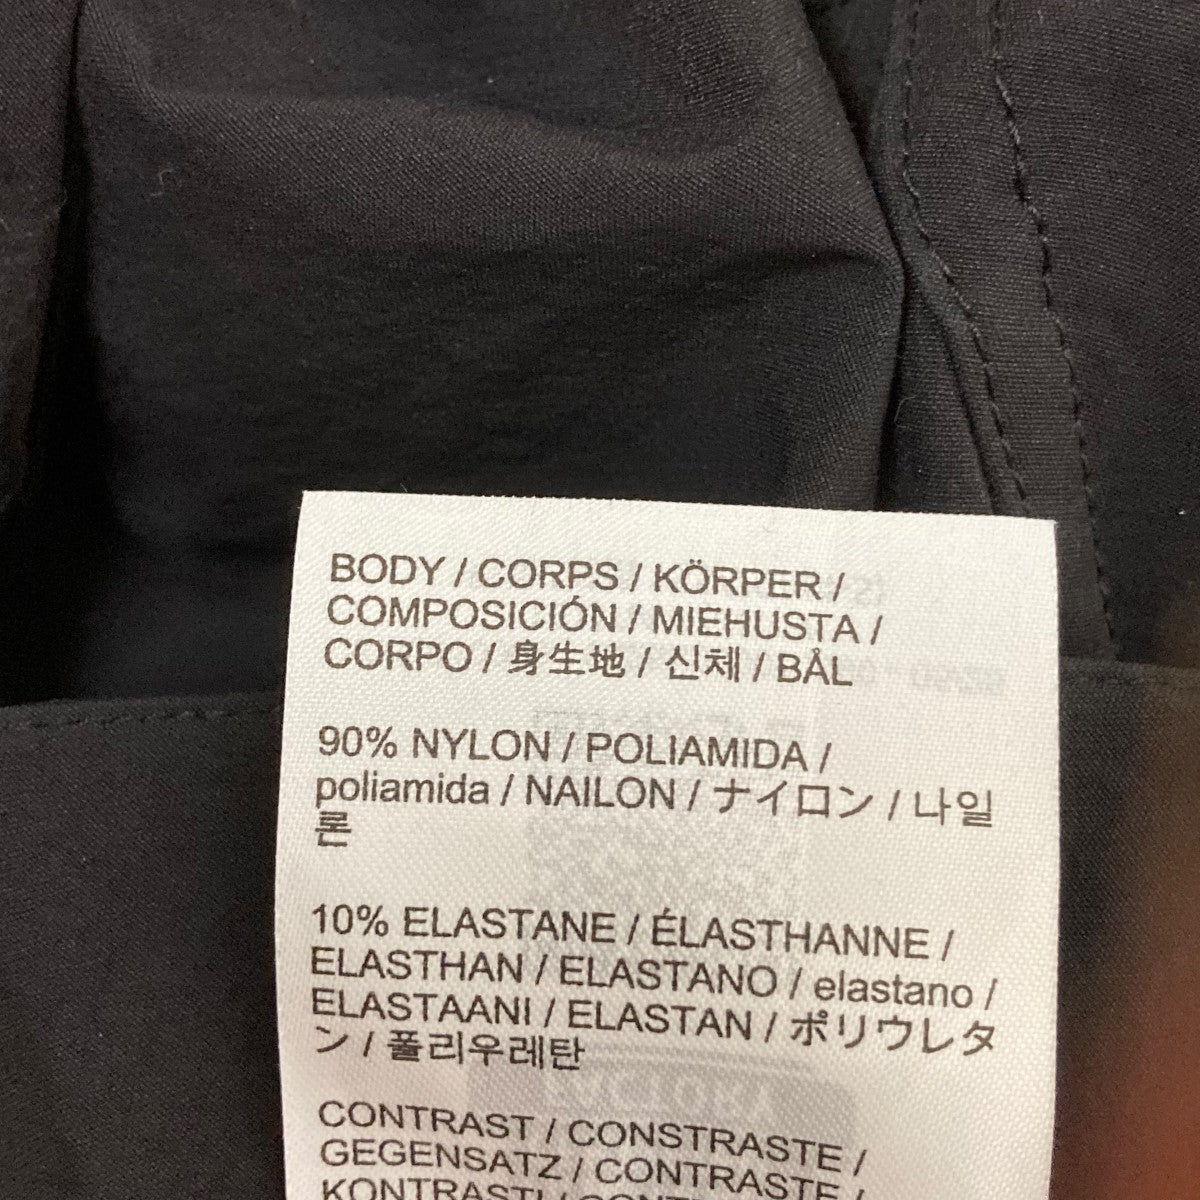 BODY / CORPS / KÖRPER /
COMPOSICIÓN / MIEHUSTA /
CORPO / 身生地 / 신체 / BÅL
90% NYLON / POLIAMIDA /
poliamida / NAILON / ナイロン / 나일
론
10% ELASTANE / ÉLASTHANNE /
ELASTHAN / ELASTANO / elastano /
ELASTAANI / ELASTAN / ポリウレタ
ン / 폴리우레탄
CONTRAST / CONSTRASTE /
GEGENSATZ / CONTRASTE /
KONTRASTI /